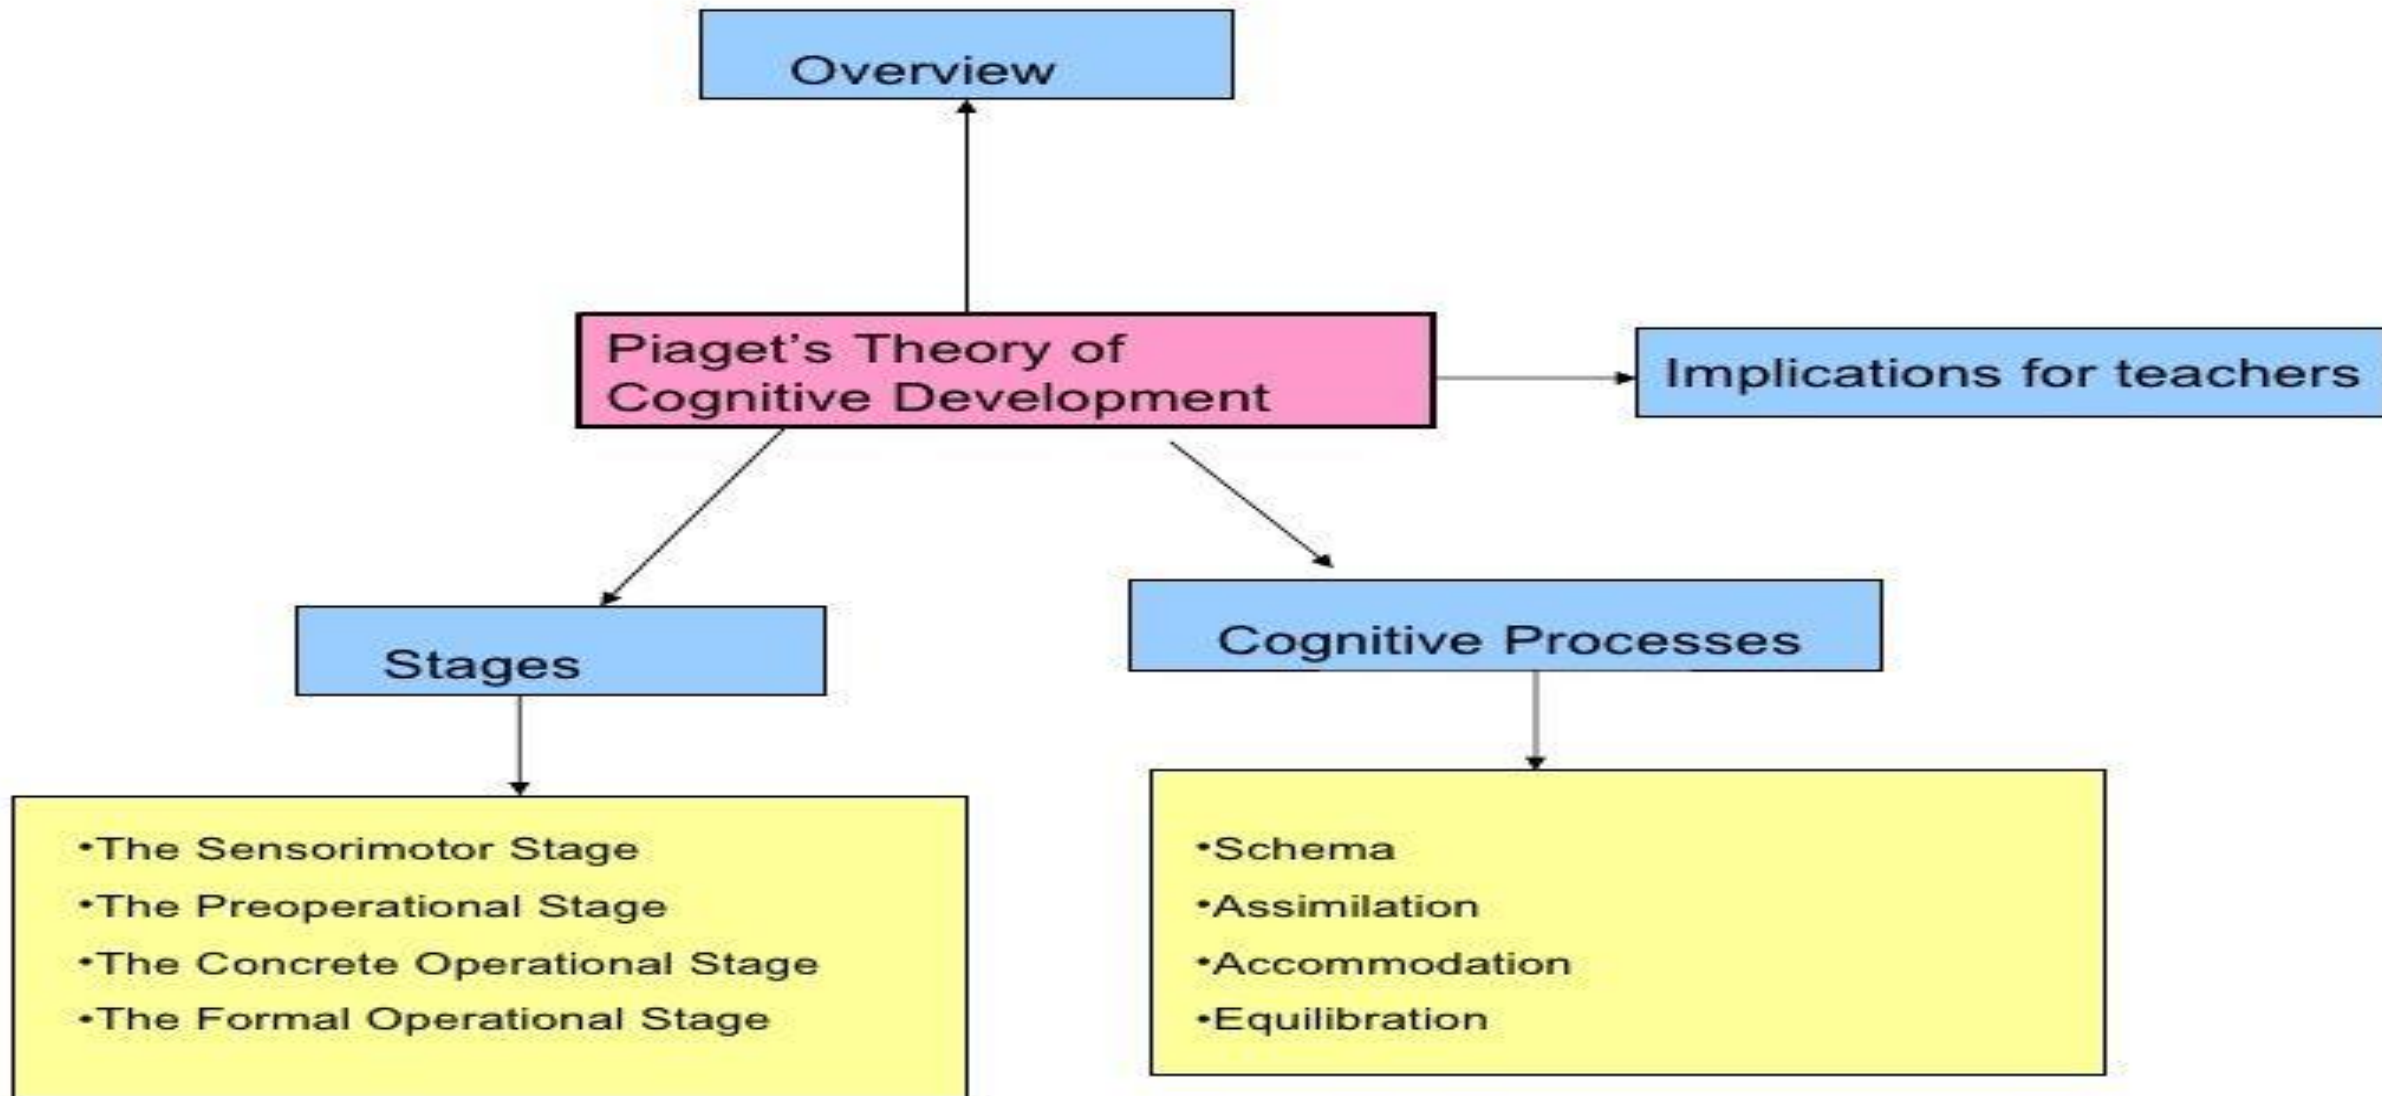 Overview
Piaget’s Theory of
Cognitive Development
Implications for teachers
Stages
Cognitive Processes
•The Sensorimotor Stage
•The Preoperational Stage
•The Concrete Operational Stage
•The Formal Operational Stage
•Schema
•Assimilation
•Accommodation
•Equilibration